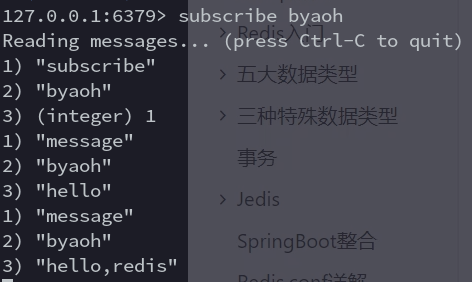 127.0.0.1:6379> subscribe byaoh
Reading messages... (press Ctrl-C to quit)
1) "subscribe"
2) "byaoh"
3) (integer) 1
1) "message"
2) "byaoh"
3) "hello"
1) "message"
2) "byaoh"
3) "hello,redis"
Redis入门
五大数据类型
三种特殊数据类型
事务
Jedis
SpringBoot整合
Redis.conf详解